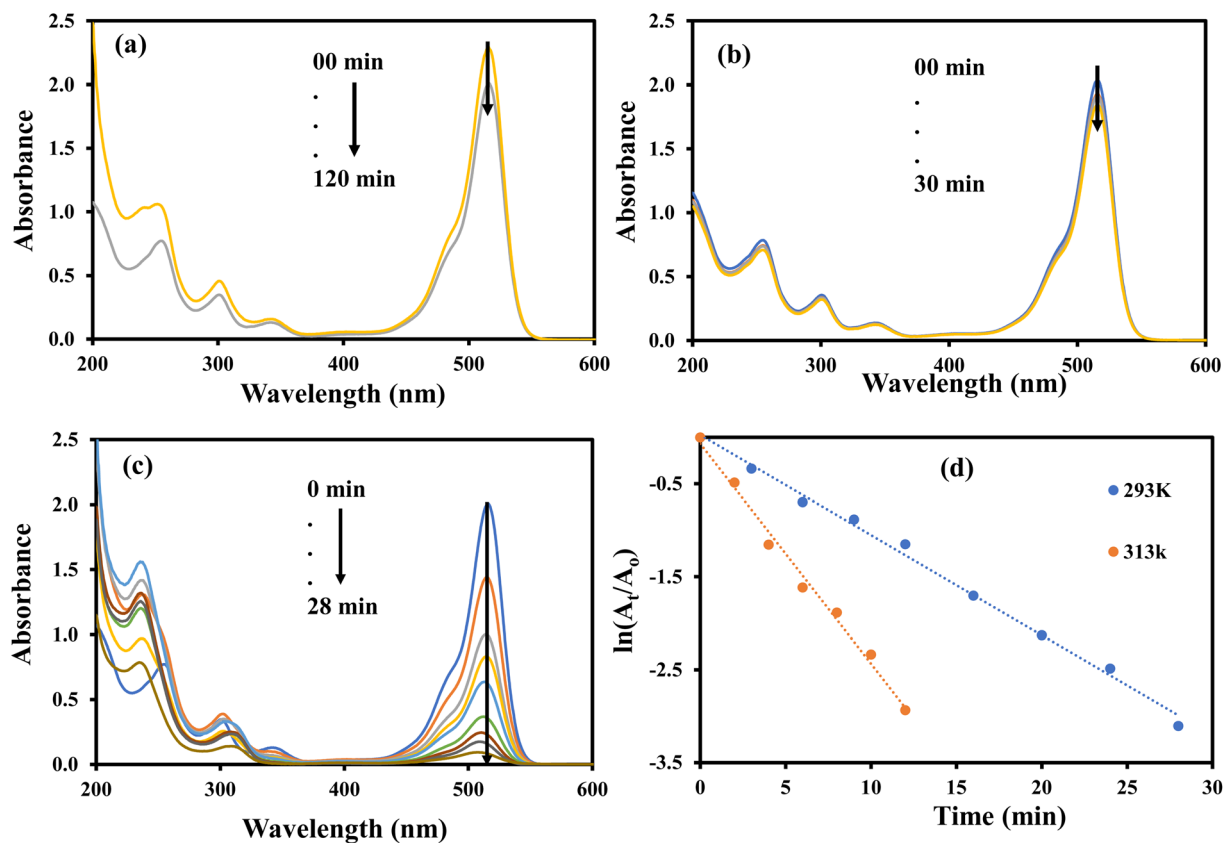 (a)
Absorbance
2.5
2.0
1.5
1.0
0.5
0.0
00 min
.
.
.
120 min
200 300 400 500 600
Wavelength (nm)
(b)
Absorbance
2.5
2.0
1.5
1.0
0.5
0.0
00 min
.
.
.
30 min
200 300 400 500 600
Wavelength (nm)
(c)
Absorbance
2.5
2.0
1.5
1.0
0.5
0.0
0 min
.
.
.
28 min
200 300 400 500 600
Wavelength (nm)
(d)
ln(At/Ao)
-0.5
-1.5
-2.5
-3.5
293K
313k
0 5 10 15 20 25 30
Time (min)